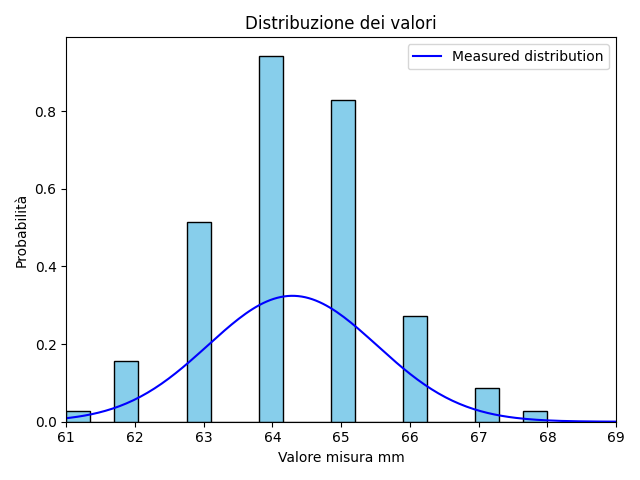 Distribuzione dei valori
Measured distribution
Probabilità
0.8
0.6
0.4
0.2
0.0
61 62 63 64 65 66 67 68 69
Valore misura mm